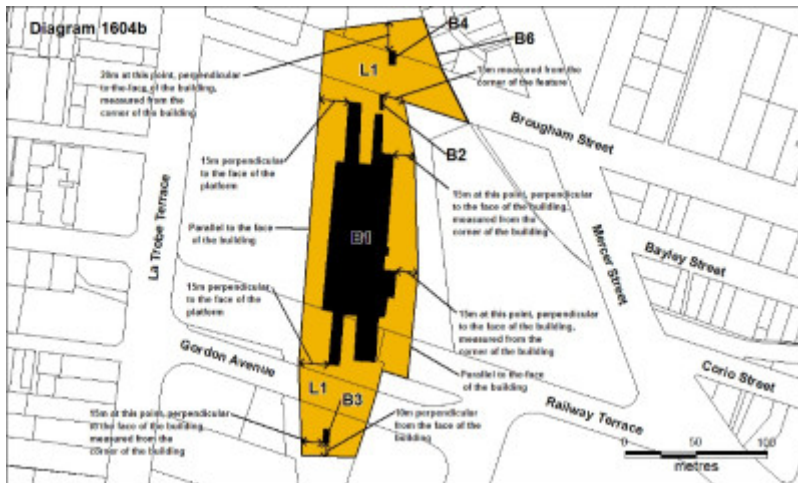 Diagram 1604b
B4
B6
20m at this point, perpendicular
to the face of the building,
measured from the
corner of the building
L1
15m measured from the
corner of the feature
Brougham Street
B2
15m perpendicular
to the face of the
platform
15m at this point, perpendicular
to the face of the building,
measured from the
corner of the building
La Trobe Terrace
Parallel to the face
of the building
B1
Mercer Street
Bayley Street
15m perpendicular
to the face of the
platform
15m at this point, perpendicular
to the face of the building,
measured from the
corner of the building
Gordon Avenue
Parallel to the face
of the building
Corio Street
L1
B3
Railway Terrace
15m at this point, perpendicular
to the face of the building,
measured from the
corner of the building
10m perpendicular
from the face of the
building
0 50 100
metres